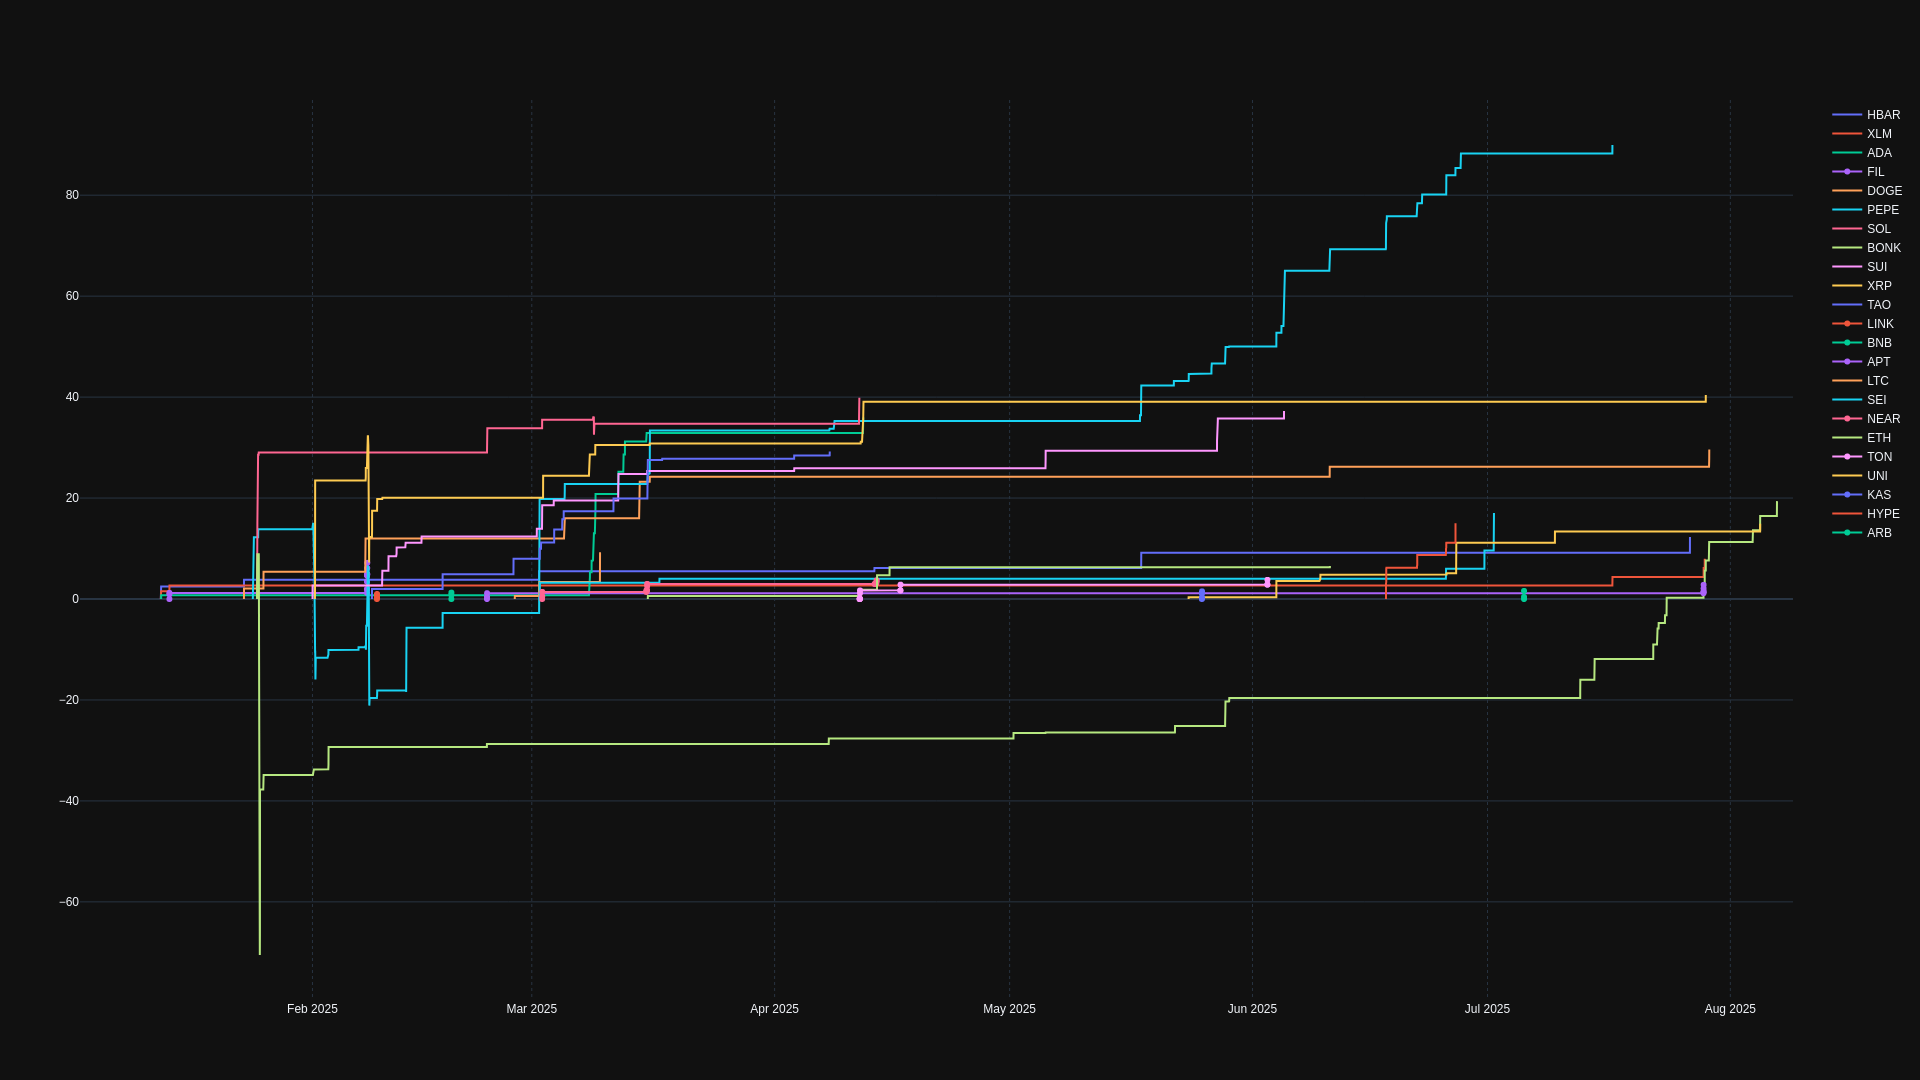 80
60
40
20
0
−20
−40
−60
Feb 2025
Mar 2025
Apr 2025
May 2025
Jun 2025
Jul 2025
Aug 2025
HBAR
XLM
ADA
FIL
DOGE
PEPE
SOL
BONK
SUI
XRP
TAO
LINK
BNB
APT
LTC
SEI
NEAR
ETH
TON
UNI
KAS
HYPE
ARB